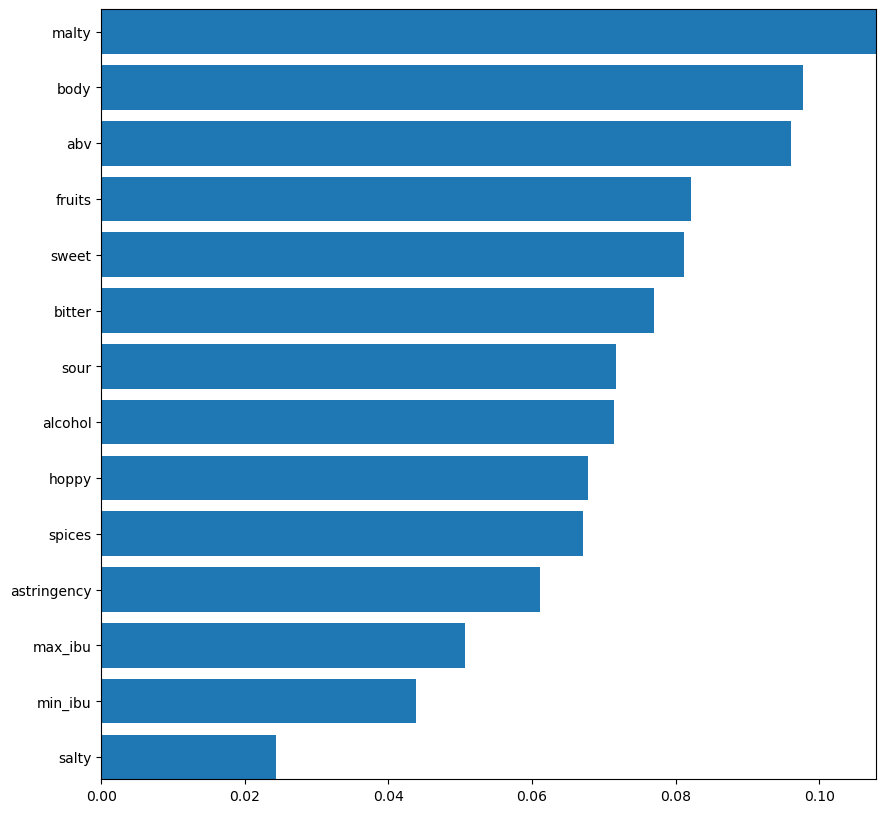 malty
body
abv
fruits
sweet
bitter
sour
alcohol
hoppy
spices
astringency
max_ibu
min_ibu
salty
0.00 0.02 0.04 0.06 0.08 0.10